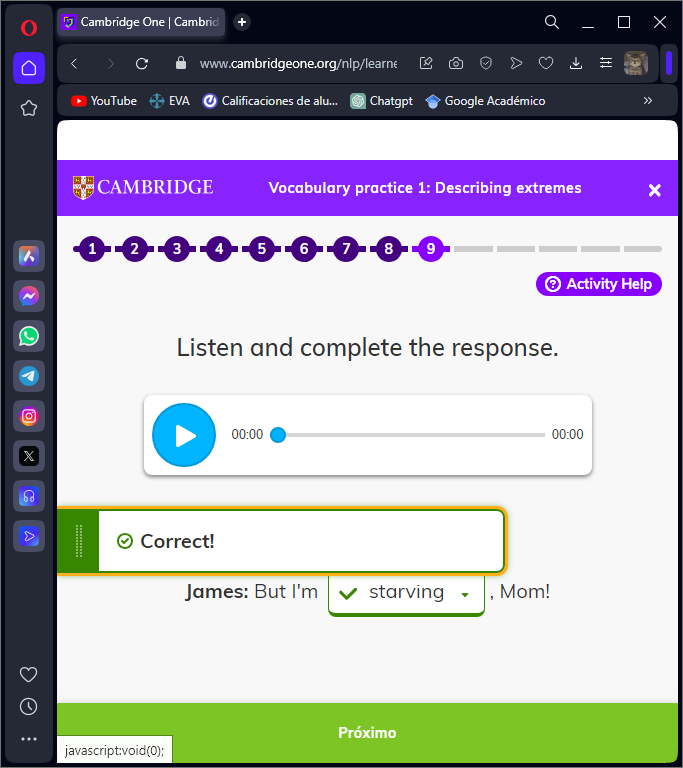 Cambridge One | Cambrid
www.cambridgeone.org/nlp/learne
YouTube
EVA
Calificaciones de alu...
Chatgpt
Google Académico
CAMBRIDGE
Vocabulary practice 1: Describing extremes
1 2 3 4 5 6 7 8 9
Activity Help
Listen and complete the response.
00:00 00:00
Correct!
James: But I'm starving , Mom!
Próximo
javascript:void(0);